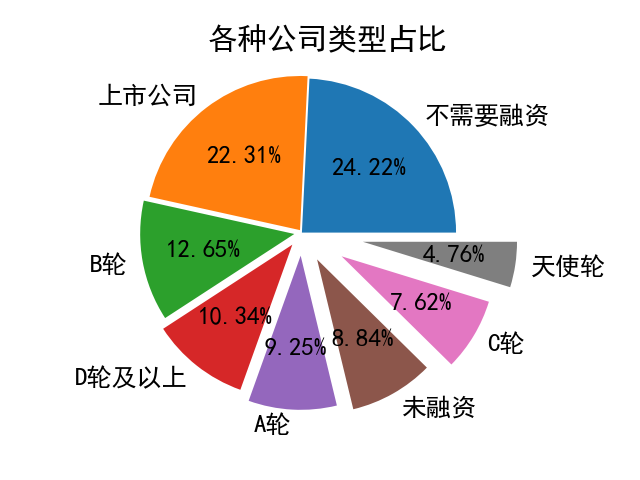 各种公司类型占比
上市公司
不需要融资
22.31%
24.22%
B轮
12.65%
4.76%
天使轮
D轮及以上
10.34%
7.62%
C轮
9.25%
8.84%
A轮
未融资